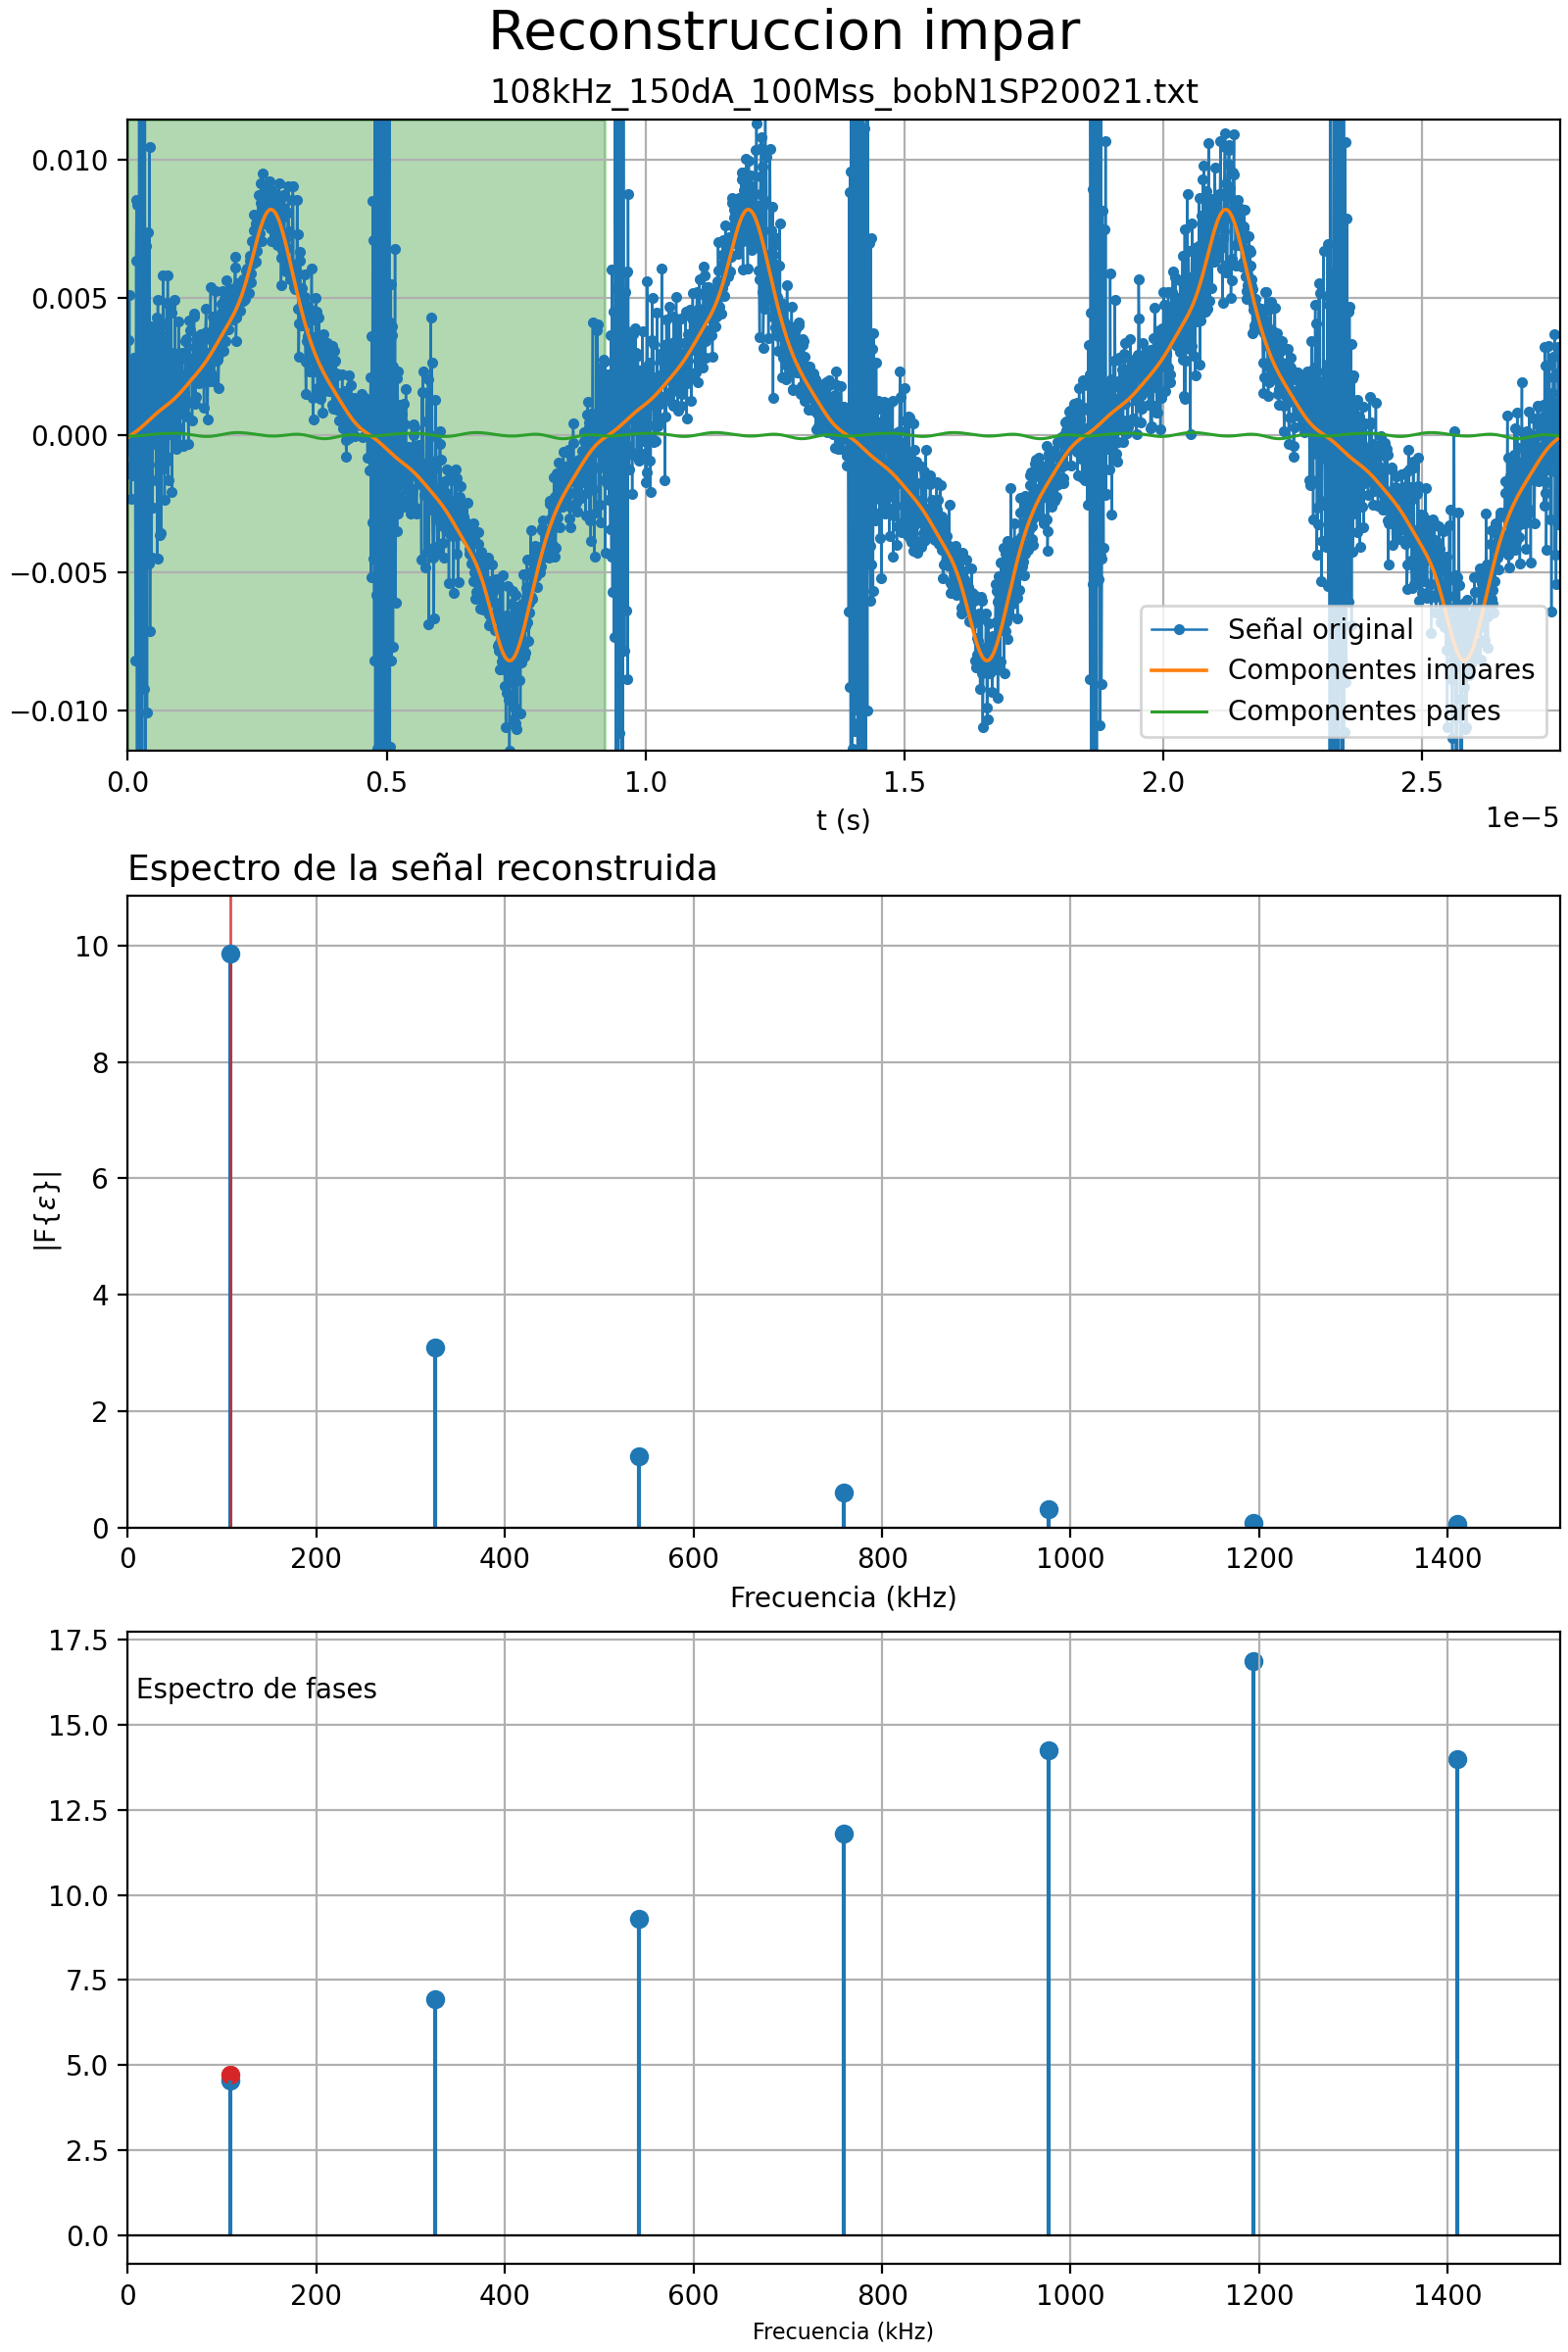 Reconstruccion impar
108kHz_150dA_100Mss_bobN1SP20021.txt
0.010
0.005
0.000
−0.005
−0.010
Señal original
Componentes impares
Componentes pares
0.0 0.5 1.0 1.5 2.0 2.5
1e−5
t (s)
Espectro de la señal reconstruida
10
8
6
4
2
0
|F{ε}|
0 200 400 600 800 1000 1200 1400
Frecuencia (kHz)
17.5
Espectro de fases
15.0
12.5
10.0
7.5
5.0
2.5
0.0
0 200 400 600 800 1000 1200 1400
Frecuencia (kHz)